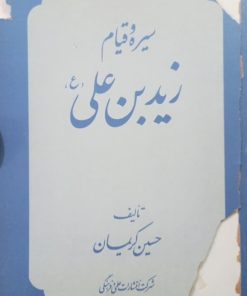 سیره و قیام
زید بن علی (ع)
تألیف
حسین کریمان
شرکت انتشارات علمی و فرهنگی